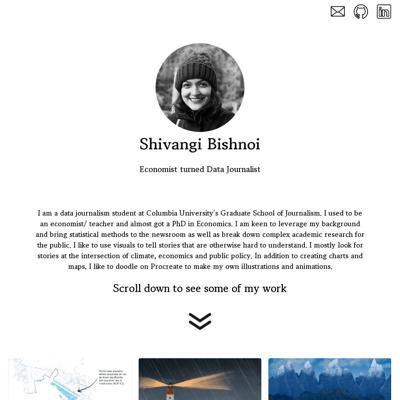 Shivangi Bishnoi
Economist turned Data Journalist
I am a data journalism student at Columbia University's Graduate School of Journalism. I used to be
an economist/ teacher and almost got a PhD in Economics. I am keen to leverage my background
and bring statistical methods to the newsroom as well as break down complex academic research for
the public. I like to use visuals to tell stories that are otherwise hard to understand. I mostly look for
stories at the intersection of climate, economics and public policy. In addition to creating charts and
maps, I like to doodle on Procreate to make my own illustrations and animations.
Scroll down to see some of my work